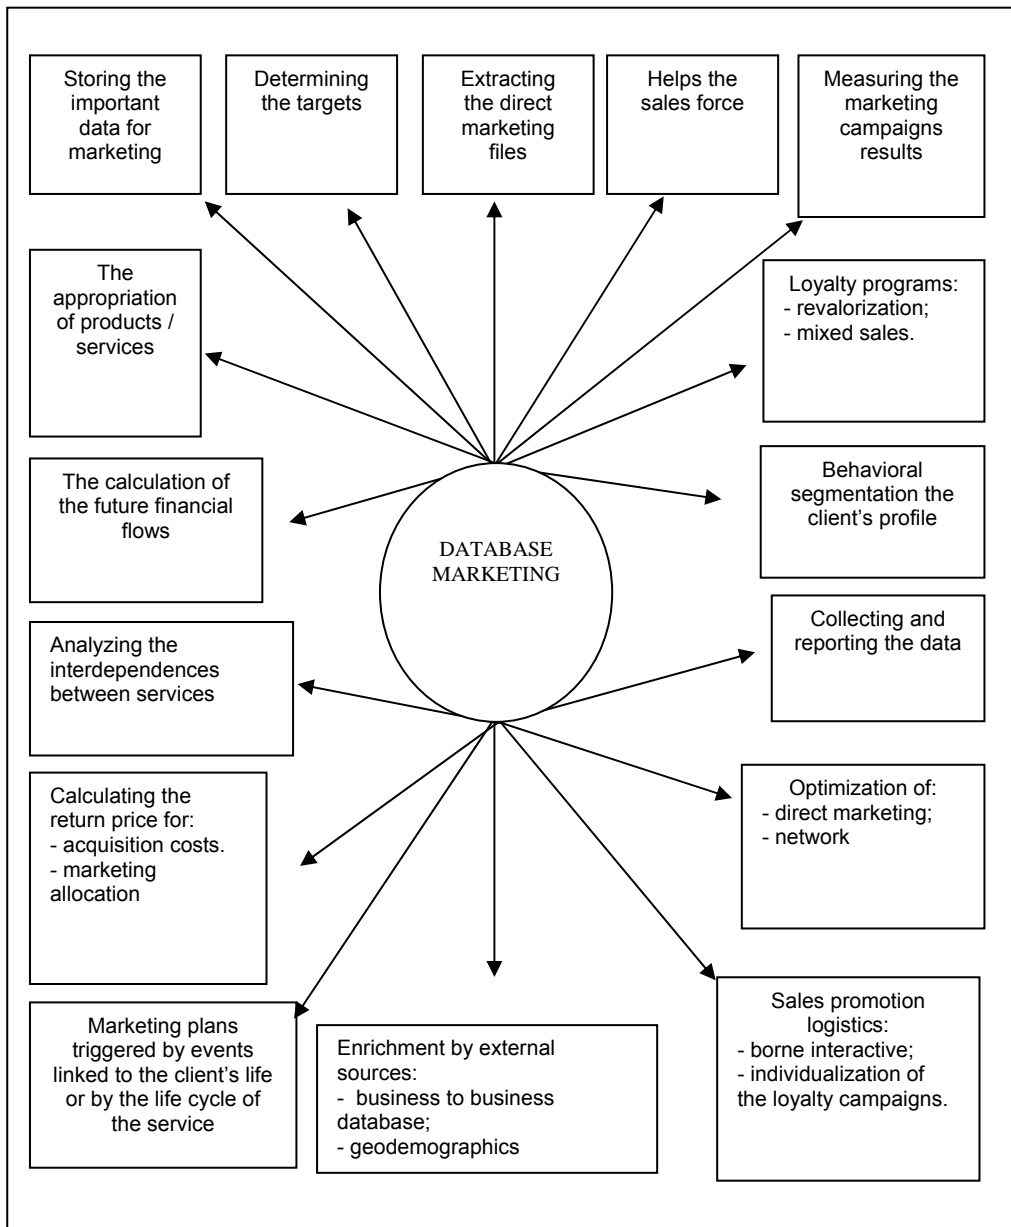 Storing the
important
data for
marketing
Determining
the targets
Extracting
the direct
marketing
files
Helps the
sales force
Measuring the
marketing
campaigns
results
The
appropriation
of products /
services
Loyalty programs:
- revalorization;
- mixed sales.
The calculation of
the future financial
flows
Behavioral
segmentation the
client’s profile
DATABASE
MARKETING
Analyzing the
interdependences
between services
Collecting and
reporting the data
Calculating the
return price for:
- acquisition costs.
- marketing
allocation
Optimization of:
- direct marketing;
- network
Marketing plans
triggered by events
linked to the client’s life
or by the life cycle of
the service
Enrichment by external
sources:
- business to business
database;
- geodemographics
Sales promotion
logistics:
- borne interactive;
- individualization of
the loyalty campaigns.